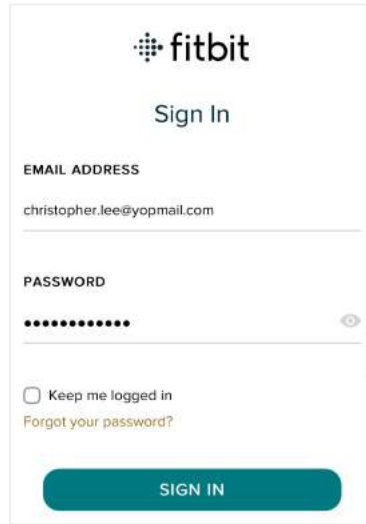 fitbit
Sign In
EMAIL ADDRESS
christopher.lee@yopmail.com
PASSWORD
••••••••••••
Keep me logged in
Forgot your password?
SIGN IN